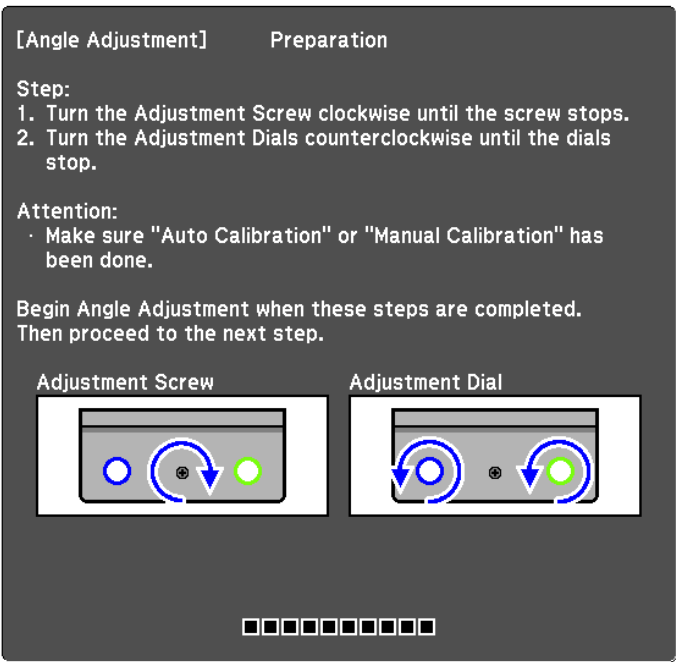 [Angle Adjustment] Preparation
Step:
1. Turn the Adjustment Screw clockwise until the screw stops.
2. Turn the Adjustment Dials counterclockwise until the dials
stop.
Attention:
· Make sure "Auto Calibration" or "Manual Calibration" has
been done.
Begin Angle Adjustment when these steps are completed.
Then proceed to the next step.
Adjustment Screw Adjustment Dial